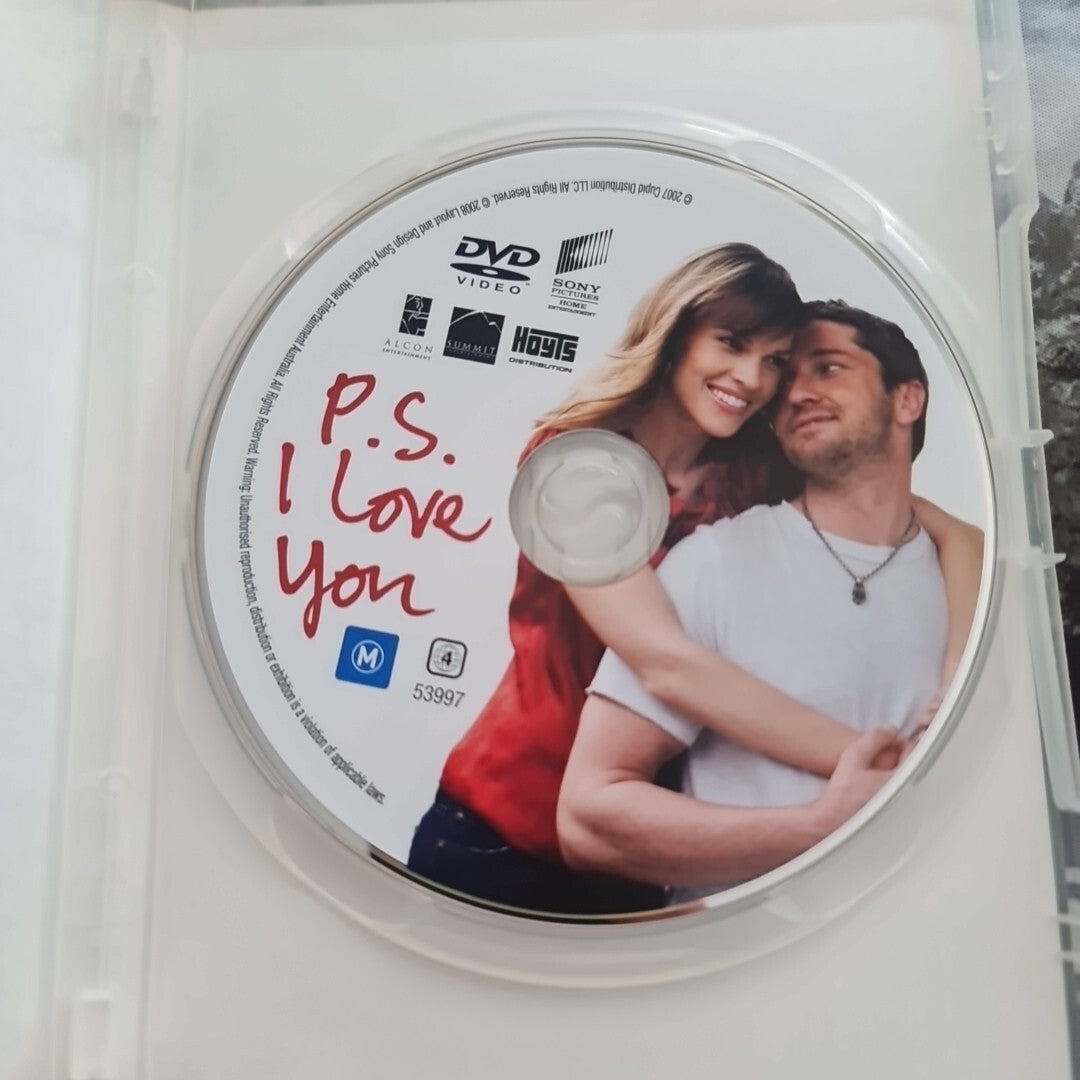 © 2007 Cupid Distribution LLC. All Rights Reserved. © 2008 Layout and Design Sony Pictures Home Entertainment Australia. All Rights Reserved. Warning: Unauthorised reproduction, distribution or exhibition is a violation of applicable laws.
DVD
VIDEO™
SONY
PICTURES
HOME
ENTERTAINMENT
ALCON
ENTERTAINMENT
SUMMIT
ENTERTAINMENT
HOYTS
DISTRIBUTION
P.S.
I Love
You
M
4
53997